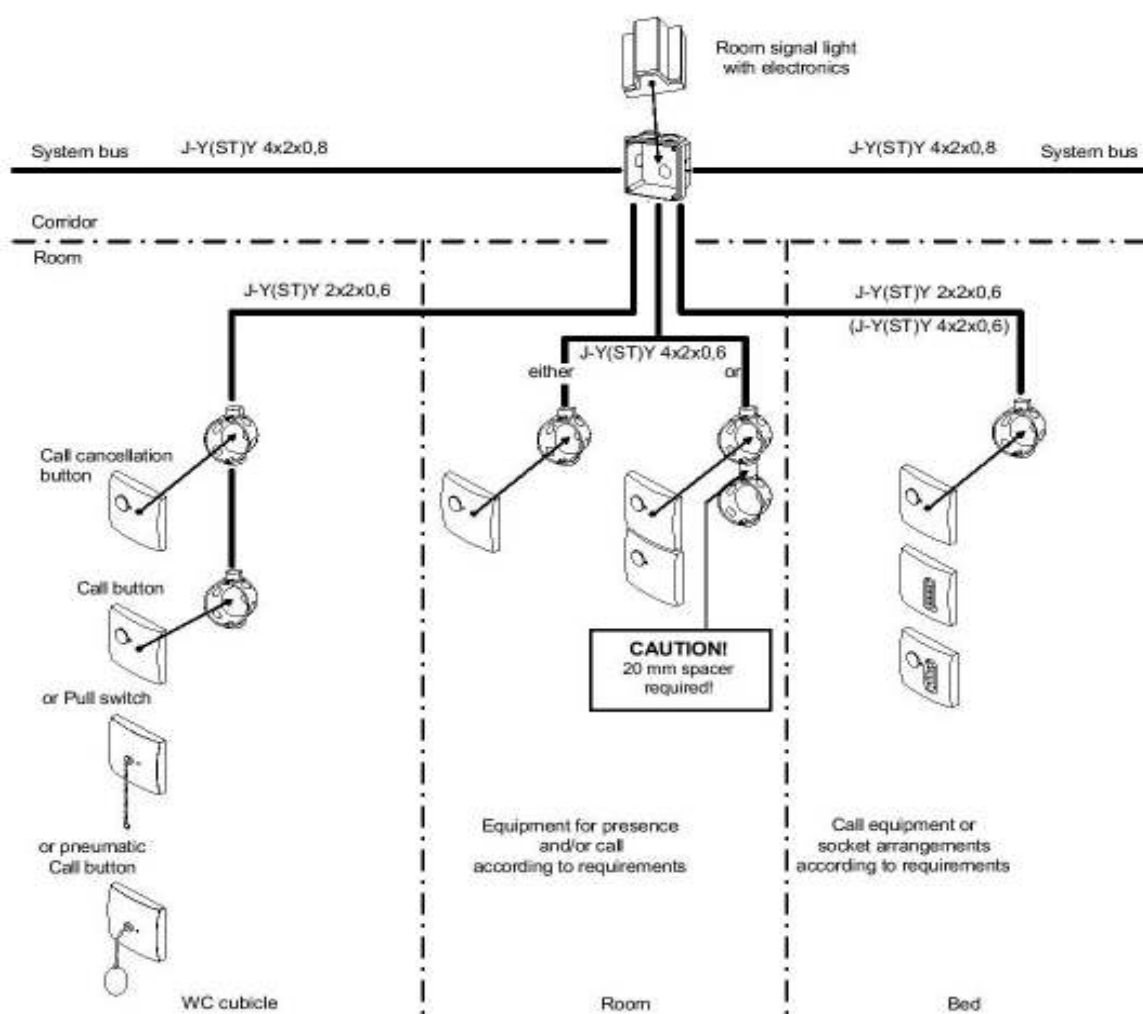 Room signal light
with electronics
System bus
J-Y(ST)Y 4x2x0,8
J-Y(ST)Y 4x2x0,8
System bus
Corridor
Room
J-Y(ST)Y 2x2x0,6
J-Y(ST)Y 2x2x0,6
(J-Y(ST)Y 4x2x0,6)
J-Y(ST)Y 4x2x0,6
either
or
Call cancellation
button
Call button
CAUTION!
20 mm spacer
required!
or Pull switch
or pneumatic
Call button
Equipment for presence
and/or call
according to requirements
Call equipment or
socket arrangements
according to requirements
WC cubicle
Room
Bed